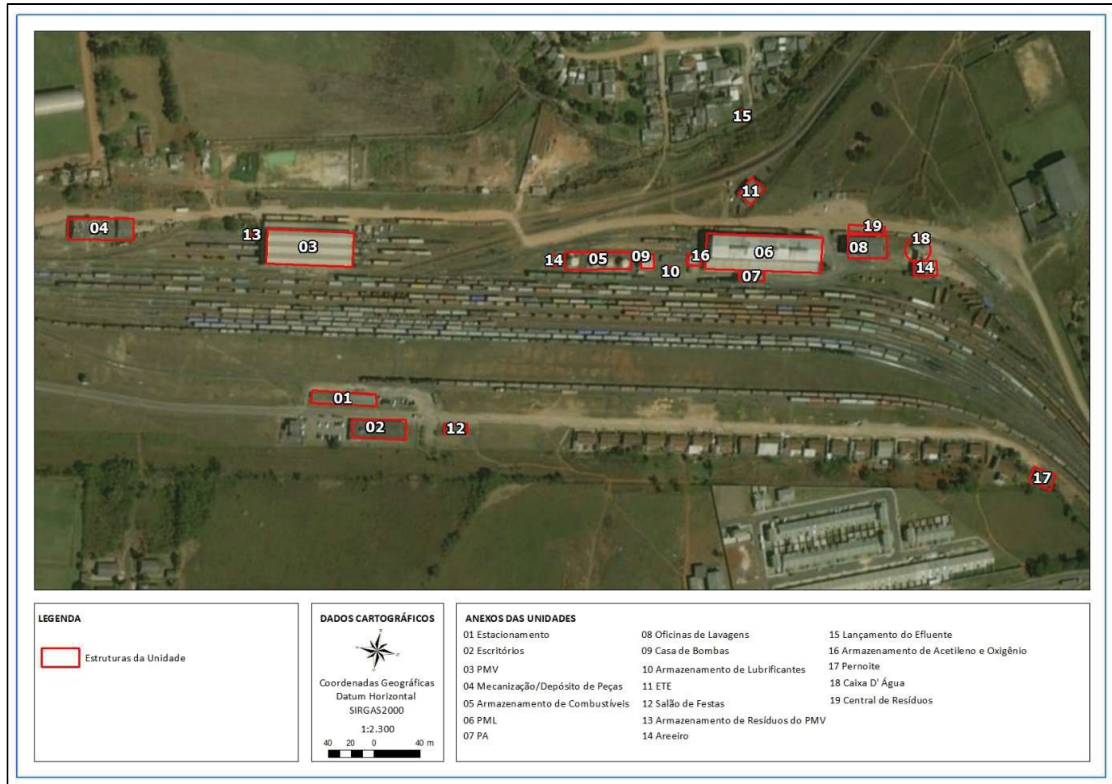 15
11
04
13
03
19
18
08
14
14
05
09
10
16
06
07
01
02
12
17
LEGENDA
Estruturas da Unidade
DADOS CARTOGRÁFICOS
Coordenadas Geográficas
Datum Horizontal
SIRGAS2000
1:2.300
40 20 0 40 m
ANEXOS DAS UNIDADES
01 Estacionamento
02 Escritórios
03 PMV
04 Mecanização/Depósito de Peças
05 Armazenamento de Combustíveis
06 PML
07 PA
08 Oficinas de Lavagens
09 Casa de Bombas
10 Armazenamento de Lubrificantes
11 ETE
12 Salão de Festas
13 Armazenamento de Resíduos do PMV
14 Areeiro
15 Lançamento do Efluente
16 Armazenamento de Acetileno e Oxigênio
17 Pernoite
18 Caixa D' Água
19 Central de Resíduos